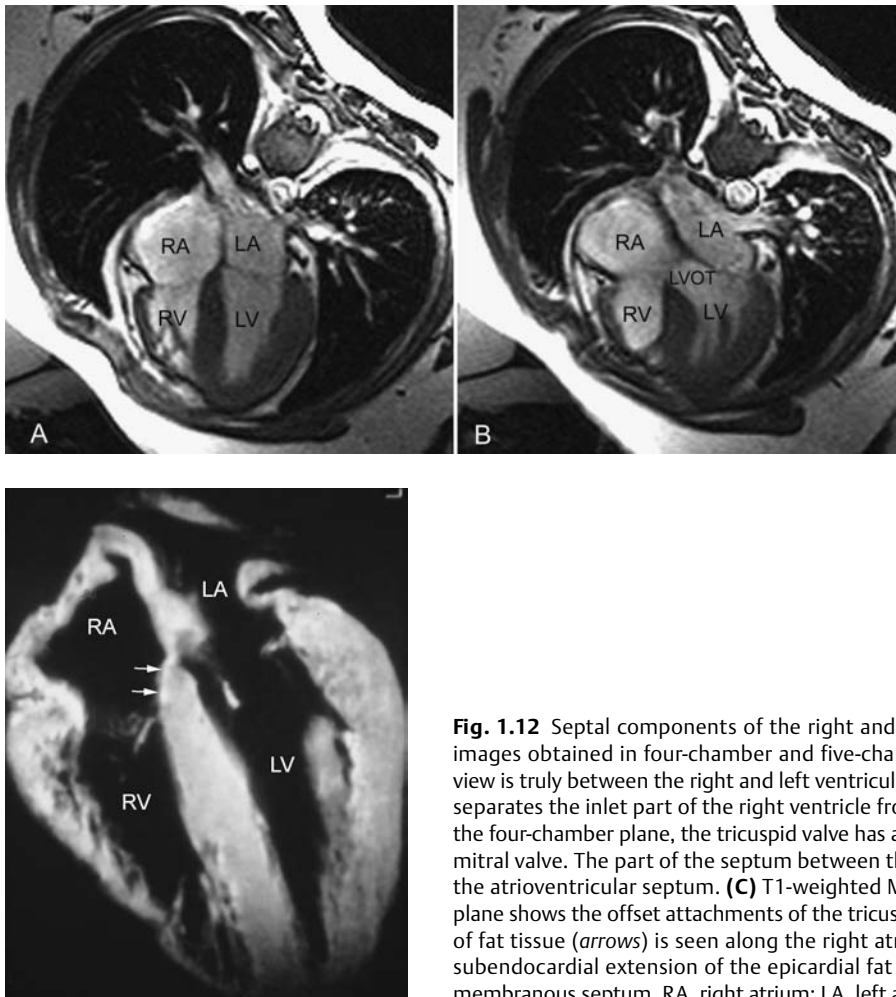 RA
LA
RV
LV
A
RA
LA
LVOT
RV
LV
B
LA
RA
LV
RV
Fig. 1.12 Septal components of the right and
images obtained in four-chamber and five-cha
view is truly between the right and left ventricul
separates the inlet part of the right ventricle fro
the four-chamber plane, the tricuspid valve has a
mitral valve. The part of the septum between th
the atrioventricular septum. (C) T1-weighted M
plane shows the offset attachments of the tricus
of fat tissue (arrows) is seen along the right atr
subendocardial extension of the epicardial fat
membranous septum. RA, right atrium; LA, left a